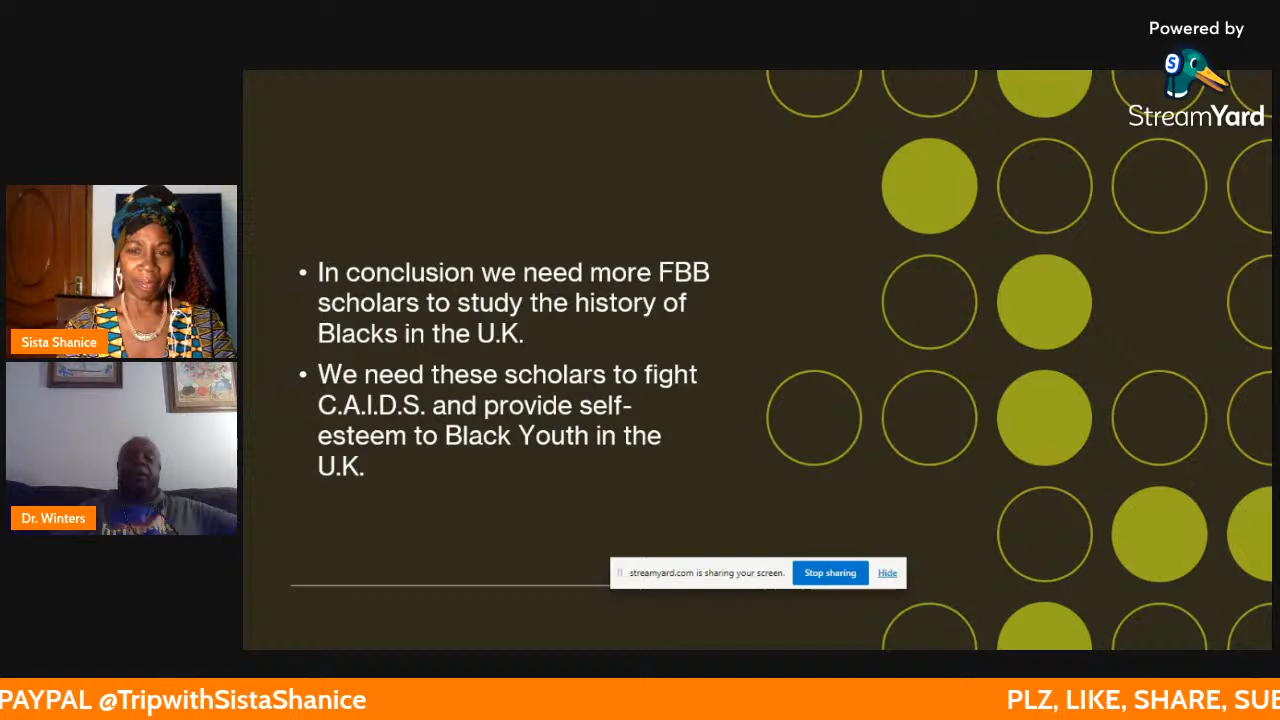 Powered by
S
StreamYard
• In conclusion we need more FBB
scholars to study the history of
Blacks in the U.K.
• We need these scholars to fight
C.A.I.D.S. and provide self-
esteem to Black Youth in the
U.K.
Sista Shanice
Dr. Winters
streamyard.com is sharing your screen. Stop sharing Hide
PAYPAL @TripwithSistaShanice PLZ, LIKE, SHARE, SUB